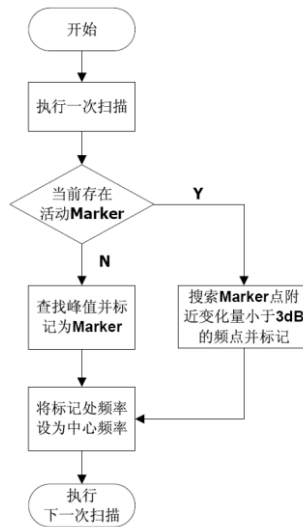 开始
执行一次扫描
当前存在
活动Marker
Y
N
查找峰值并标
记为Marker
搜索Marker点附
近变化量小于3dB
的频点并标记
将标记处频率
设为中心频率
执行
下一次扫描